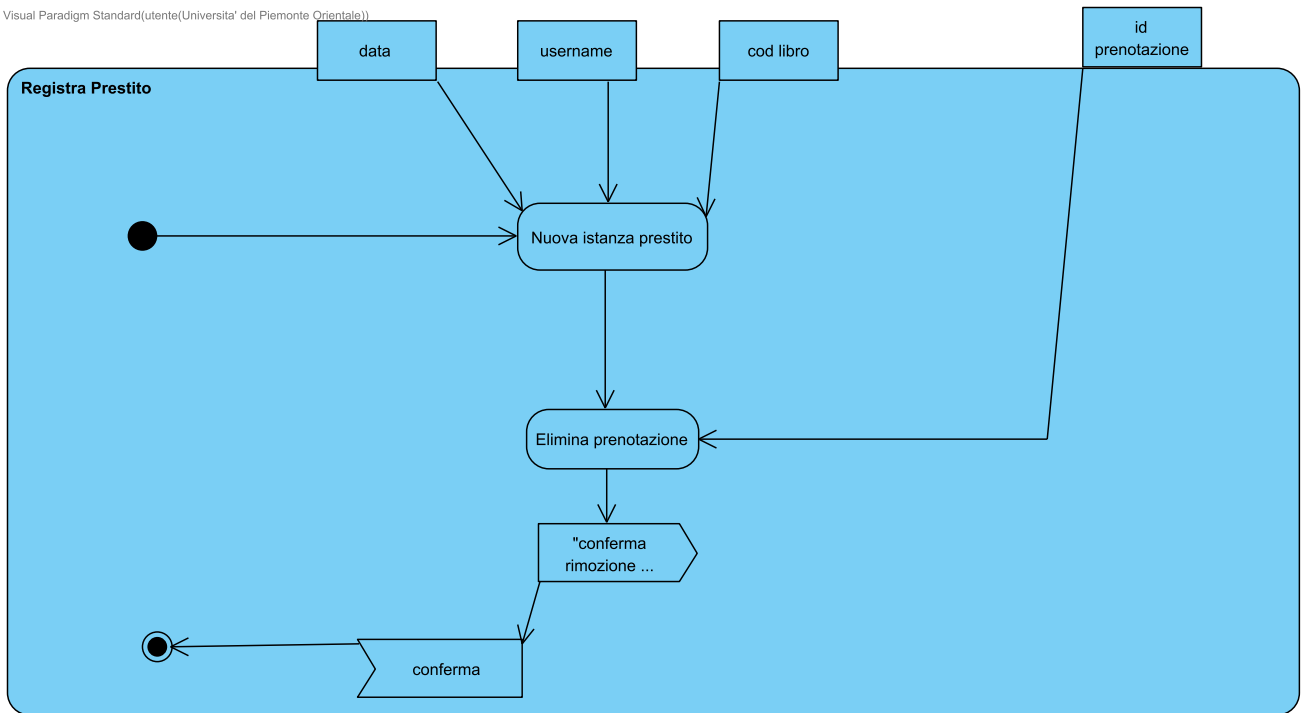 Visual Paradigm Standard(utente(Universita' del Piemonte Orientale))
data
username
cod libro
id
prenotazione
Registra Prestito
Nuova istanza prestito
Elimina prenotazione
"conferma
rimozione ...
conferma